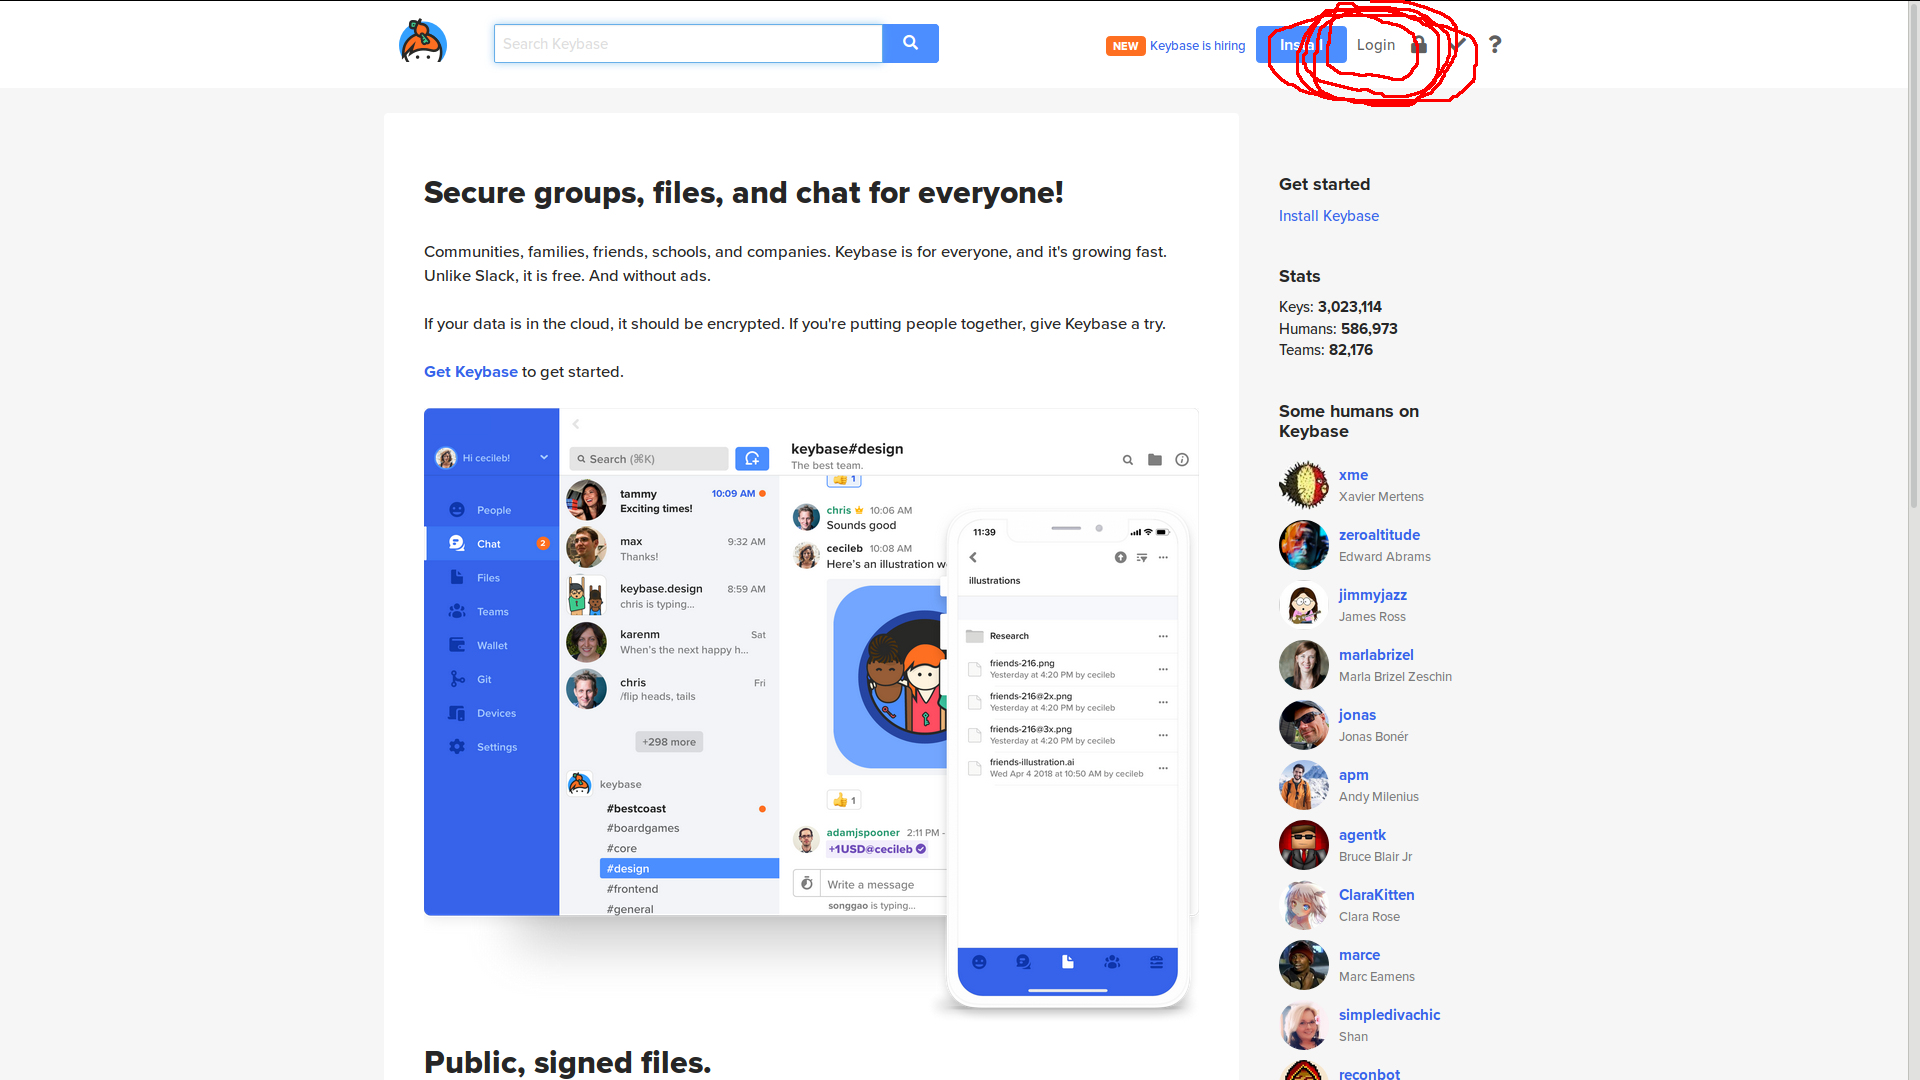 Search Keybase
NEW Keybase is hiring
Install
Login
?
Secure groups, files, and chat for everyone!
Communities, families, friends, schools, and companies. Keybase is for everyone, and it's growing fast.
Unlike Slack, it is free. And without ads.
If your data is in the cloud, it should be encrypted. If you're putting people together, give Keybase a try.
Get Keybase to get started.
Hi cecileb!
People
Chat 2
Files
Teams
Wallet
Git
Devices
Settings
Search (⌘K)
tammy 10:09 AM
Exciting times!
max 9:32 AM
Thanks!
keybase.design 8:59 AM
chris is typing...
karenm Sat
When's the next happy h...
chris Fri
/flip heads, tails
+298 more
keybase
#bestcoast
#boardgames
#core
#design
#frontend
#general
keybase#design
The best team.
1
chris 10:06 AM
Sounds good
cecileb 10:08 AM
Here's an illustration
1
adamjspooner 2:11 PM -
+1USD@cecileb
Write a message
songgao is typing...
11:39
illustrations
Research
friends-216.png
Yesterday at 4:20 PM by cecileb
friends-216@2x.png
Yesterday at 4:20 PM by cecileb
friends-216@3x.png
Yesterday at 4:20 PM by cecileb
friends-illustration.ai
Wed Apr 4 2018 at 10:50 AM by cecileb
Public, signed files.
Get started
Install Keybase
Stats
Keys: 3,023,114
Humans: 586,973
Teams: 82,176
Some humans on
Keybase
xme
Xavier Mertens
zeroaltitude
Edward Abrams
jimmyjazz
James Ross
marlabrizel
Marla Brizel Zeschin
jonas
Jonas Bonér
apm
Andy Milenius
agentk
Bruce Blair Jr
ClaraKitten
Clara Rose
marce
Marc Eamens
simpledivachic
Shan
reconbot